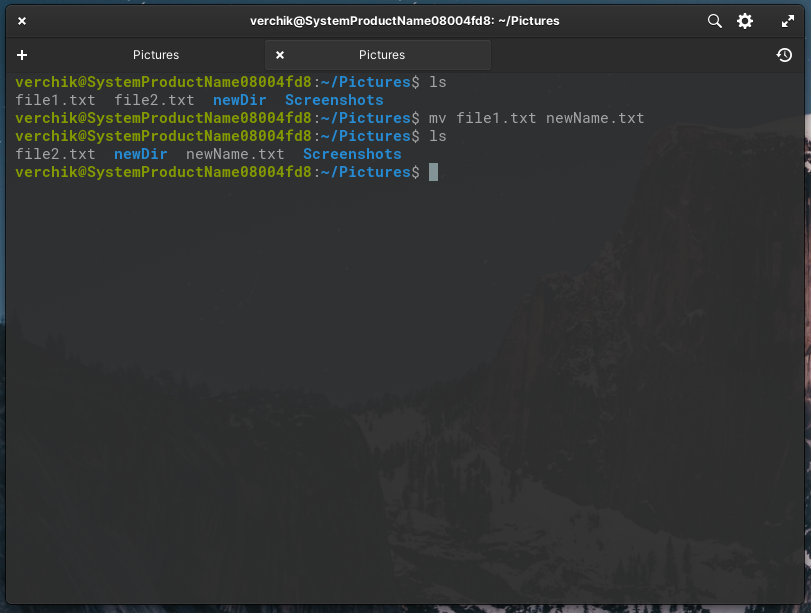 verchik@SystemProductName08004fd8: ~/Pictures
Pictures
Pictures
verchik@SystemProductName08004fd8:~/Pictures$ ls
file1.txt  file2.txt  newDir  Screenshots
verchik@SystemProductName08004fd8:~/Pictures$ mv file1.txt newName.txt
verchik@SystemProductName08004fd8:~/Pictures$ ls
file2.txt  newDir  newName.txt  Screenshots
verchik@SystemProductName08004fd8:~/Pictures$